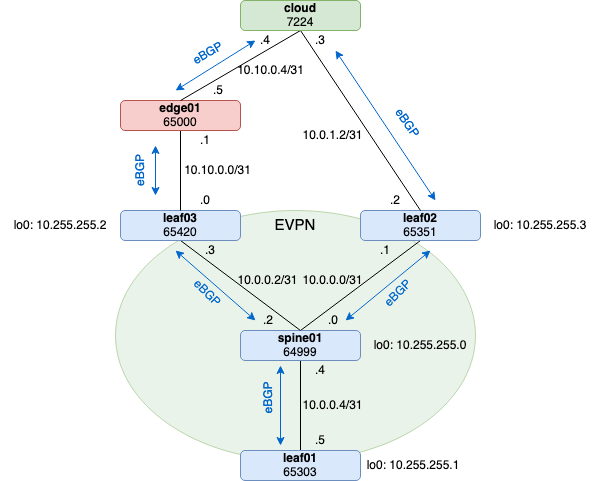 cloud
7224
.4
.3
eBGP
10.10.0.4/31
.5
edge01
65000
eBGP
.1
10.0.1.2/31
eBGP
10.10.0.0/31
.0
.2
lo0: 10.255.255.2
leaf03
65420
EVPN
leaf02
65351
lo0: 10.255.255.3
.3
.1
eBGP
10.0.0.2/31
10.0.0.0/31
eBGP
.2
.0
spine01
64999
lo0: 10.255.255.0
.4
eBGP
10.0.0.4/31
.5
leaf01
65303
lo0: 10.255.255.1